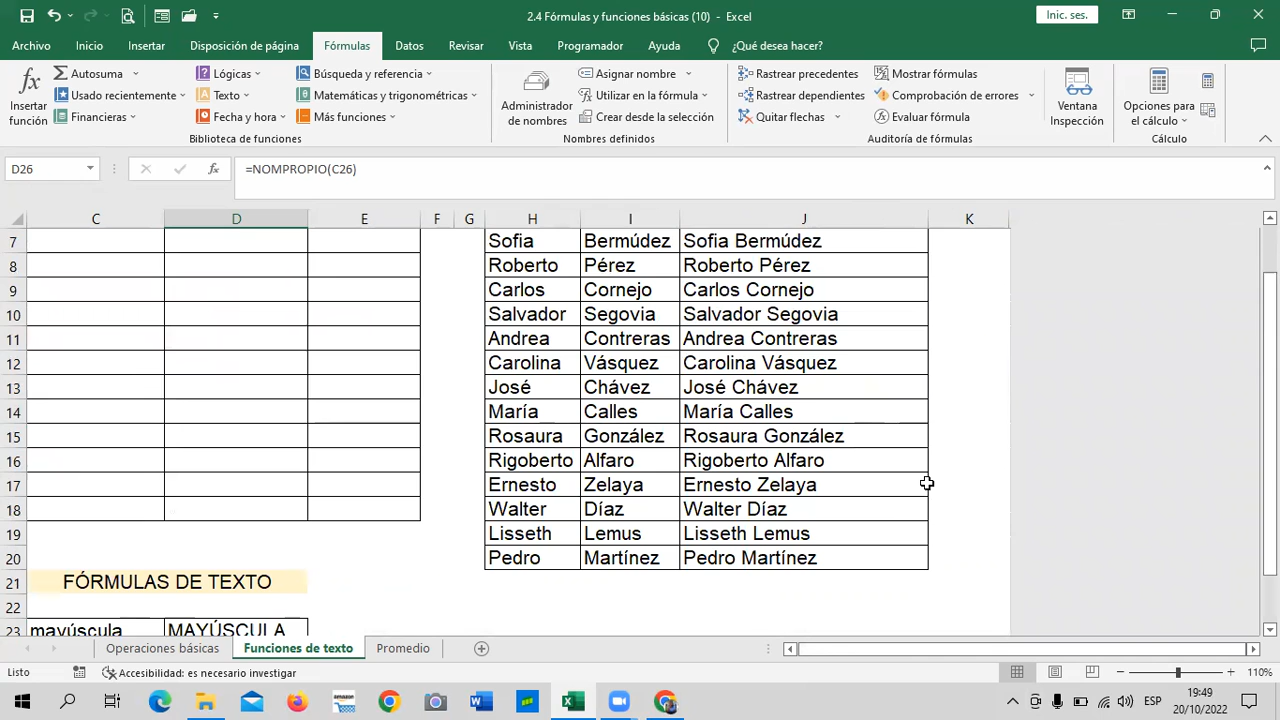 2.4 Fórmulas y funciones básicas (10) - Excel
Inic. ses.
Archivo Inicio Insertar Disposición de página Fórmulas Datos Revisar Vista Programador Ayuda ¿Qué desea hacer?
Insertar función
Autosuma
Usado recientemente
Financieras
Lógicas
Texto
Fecha y hora
Búsqueda y referencia
Matemáticas y trigonométricas
Más funciones
Biblioteca de funciones
Administrador de nombres
Asignar nombre
Utilizar en la fórmula
Crear desde la selección
Nombres definidos
Rastrear precedentes
Rastrear dependientes
Quitar flechas
Mostrar fórmulas
Comprobación de errores
Evaluar fórmula
Auditoría de fórmulas
Ventana Inspección
Opciones para el cálculo
Cálculo
D26 fx =NOMPROPIO(C26)
C D E F G H I J K
7 Sofia Bermúdez Sofia Bermúdez
8 Roberto Pérez Roberto Pérez
9 Carlos Cornejo Carlos Cornejo
10 Salvador Segovia Salvador Segovia
11 Andrea Contreras Andrea Contreras
12 Carolina Vásquez Carolina Vásquez
13 José Chávez José Chávez
14 María Calles María Calles
15 Rosaura González Rosaura González
16 Rigoberto Alfaro Rigoberto Alfaro
17 Ernesto Zelaya Ernesto Zelaya
18 Walter Díaz Walter Díaz
19 Lisseth Lemus Lisseth Lemus
20 Pedro Martínez Pedro Martínez
21 FÓRMULAS DE TEXTO
22
23 mayúscula MAYÚSCULA
Operaciones básicas Funciones de texto Promedio
Listo Accesibilidad: es necesario investigar 110%
ESP 19:49
20/10/2022